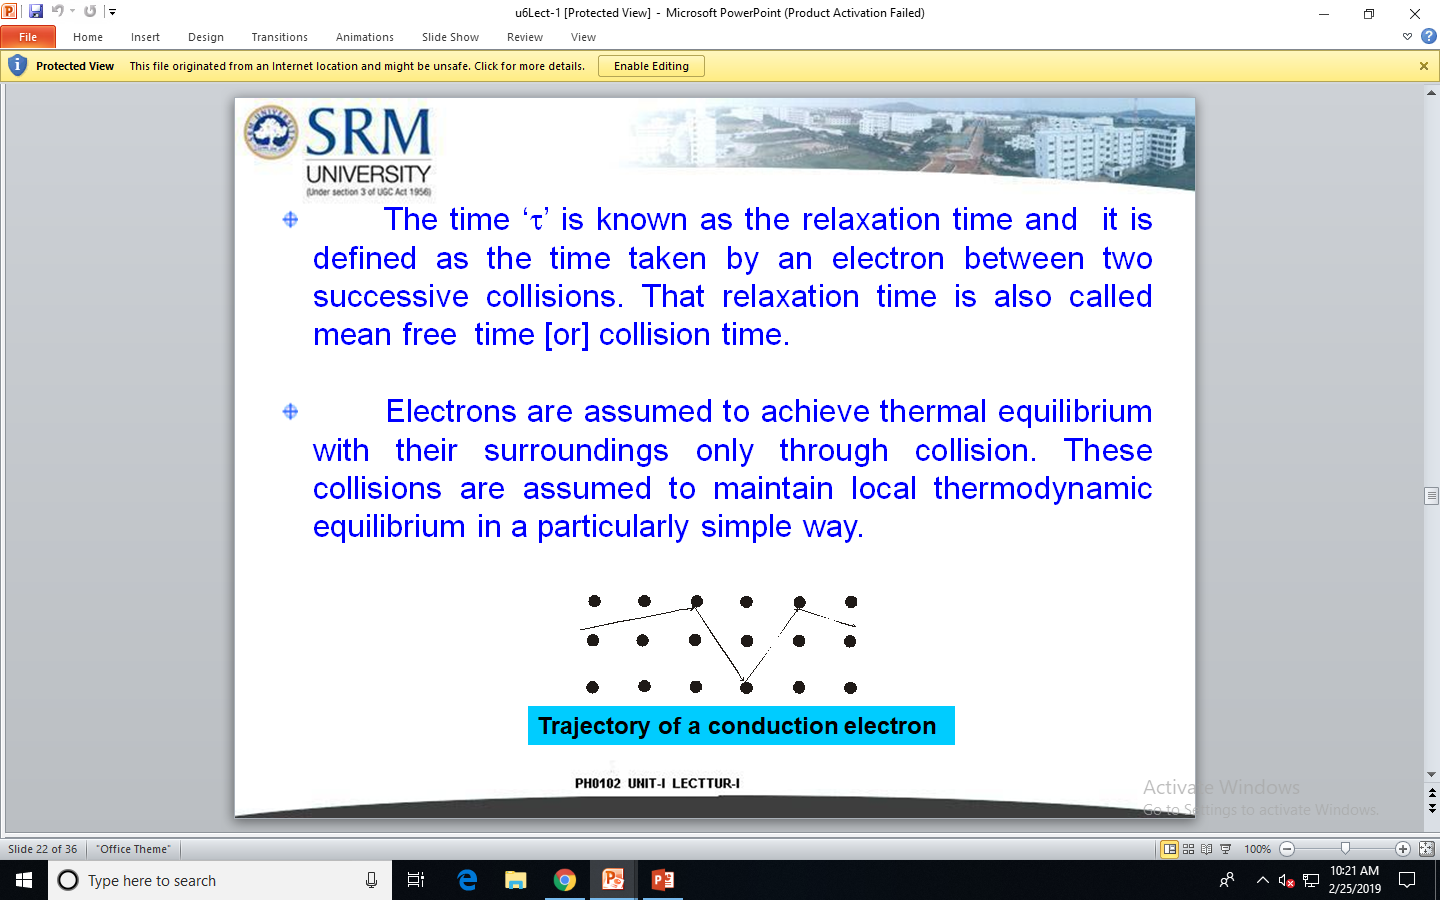 u6Lect-1 [Protected View] - Microsoft PowerPoint (Product Activation Failed)
File Home Insert Design Transitions Animations Slide Show Review View
Protected View This file originated from an Internet location and might be unsafe. Click for more details. Enable Editing
SRM
UNIVERSITY
(Under section 3 of UGC Act 1956)
The time ‘τ’ is known as the relaxation time and it is
defined as the time taken by an electron between two
successive collisions. That relaxation time is also called
mean free time [or] collision time.
Electrons are assumed to achieve thermal equilibrium
with their surroundings only through collision. These
collisions are assumed to maintain local thermodynamic
equilibrium in a particularly simple way.
Trajectory of a conduction electron
PH0102 UNIT-I LECTTUR-I
Activate Windows
Go to Settings to activate Windows.
Slide 22 of 36 "Office Theme" 100%
Type here to search
10:21 AM
2/25/2019